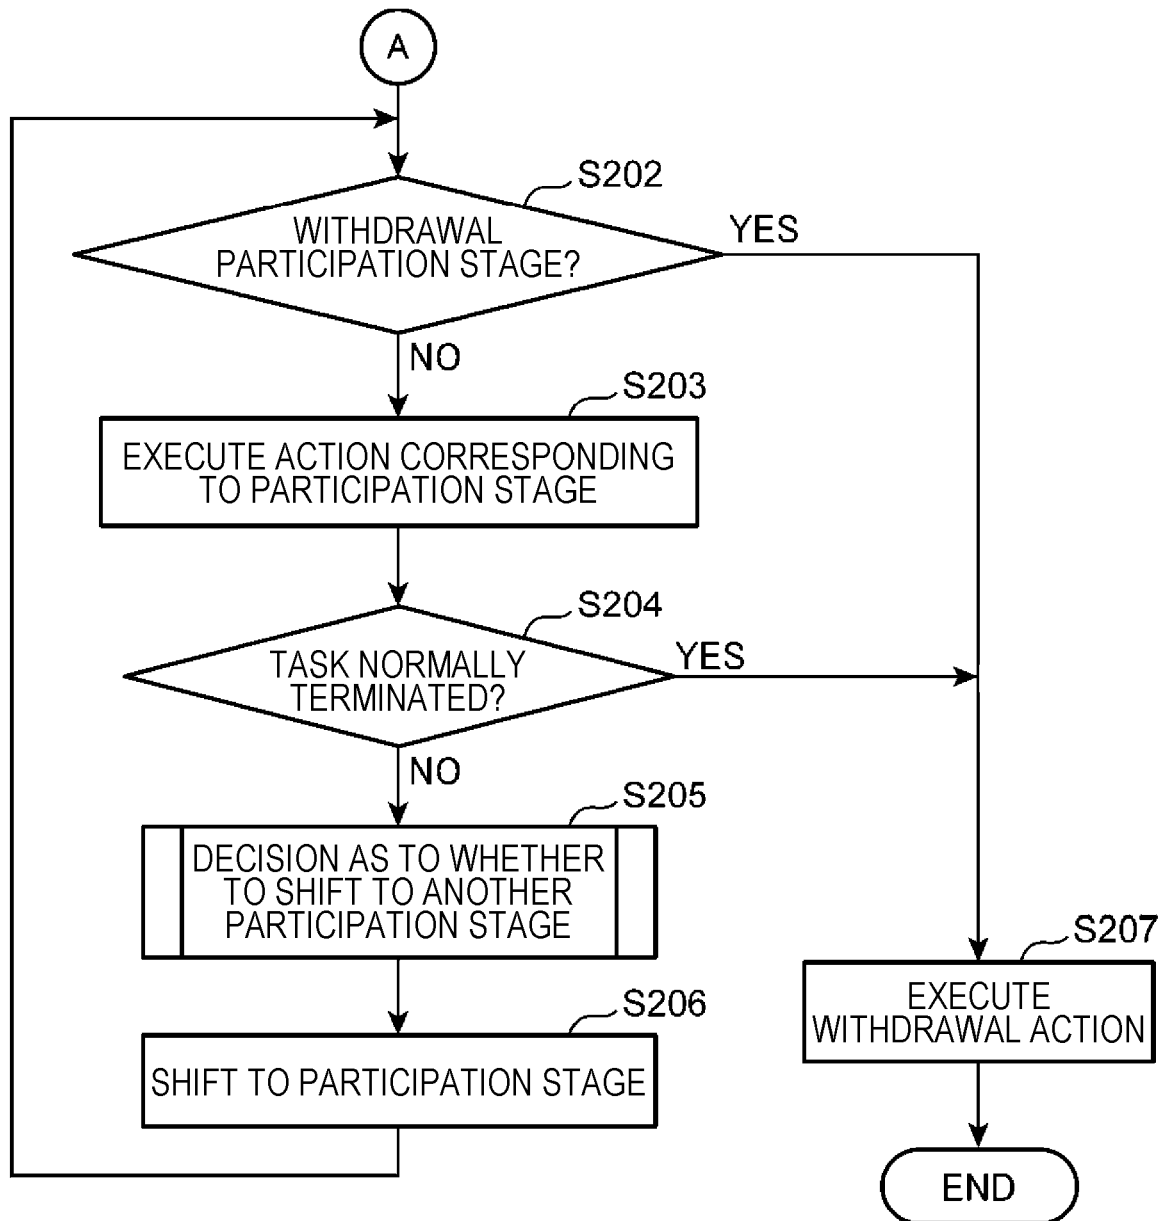 A
S202
WITHDRAWAL
PARTICIPATION STAGE?
YES
NO
S203
EXECUTE ACTION CORRESPONDING
TO PARTICIPATION STAGE
S204
TASK NORMALLY
TERMINATED?
YES
NO
S205
DECISION AS TO WHETHER
TO SHIFT TO ANOTHER
PARTICIPATION STAGE
S206
SHIFT TO PARTICIPATION STAGE
S207
EXECUTE
WITHDRAWAL ACTION
END